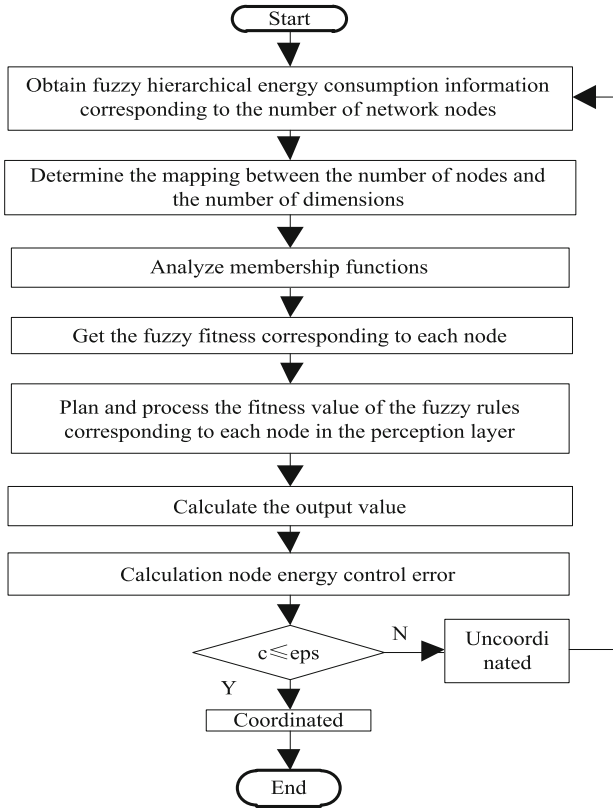 Start
Obtain fuzzy hierarchical energy consumption information
corresponding to the number of network nodes
Determine the mapping between the number of nodes and
the number of dimensions
Analyze membership functions
Get the fuzzy fitness corresponding to each node
Plan and process the fitness value of the fuzzy rules
corresponding to each node in the perception layer
Calculate the output value
Calculation node energy control error
c≤eps
N
Uncoordi
nated
Y
Coordinated
End